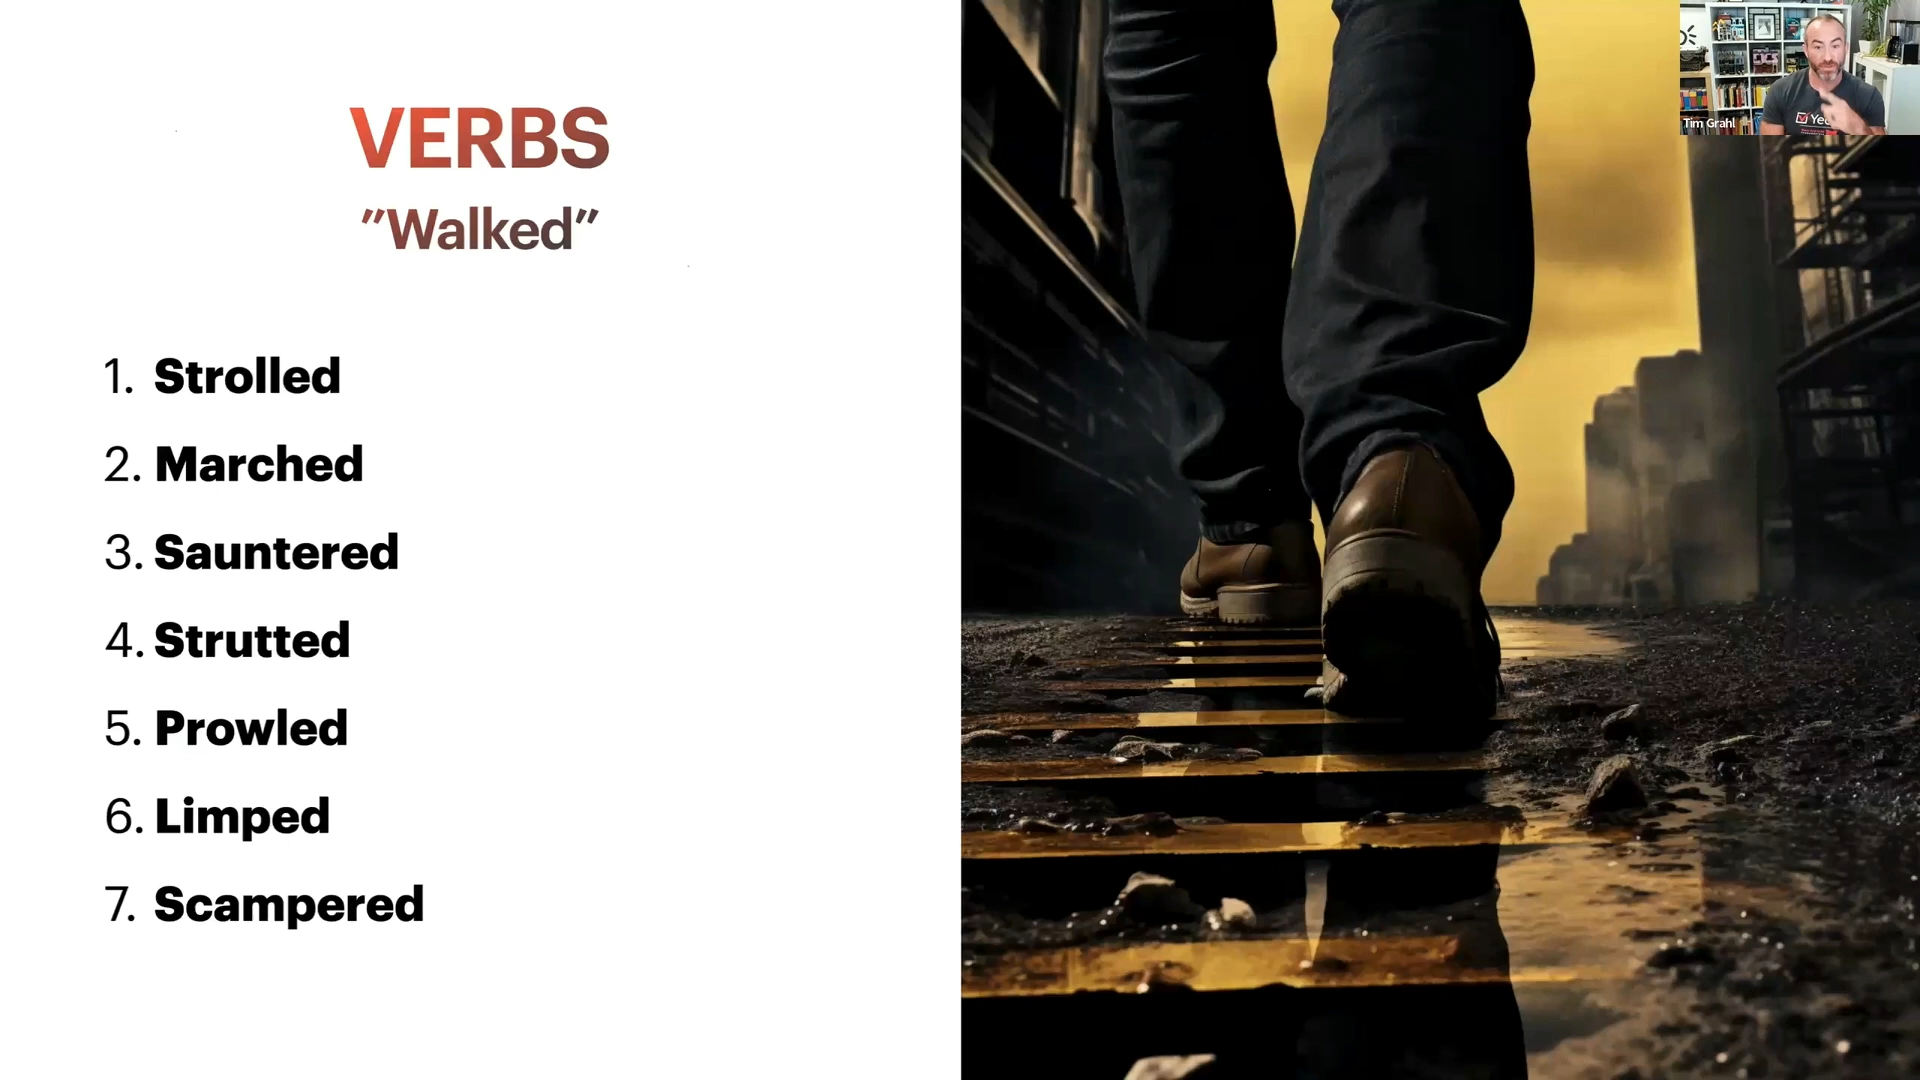 VERBS
"Walked"
1. Strolled
2. Marched
3. Sauntered
4. Strutted
5. Prowled
6. Limped
7. Scampered
Tim Grahl